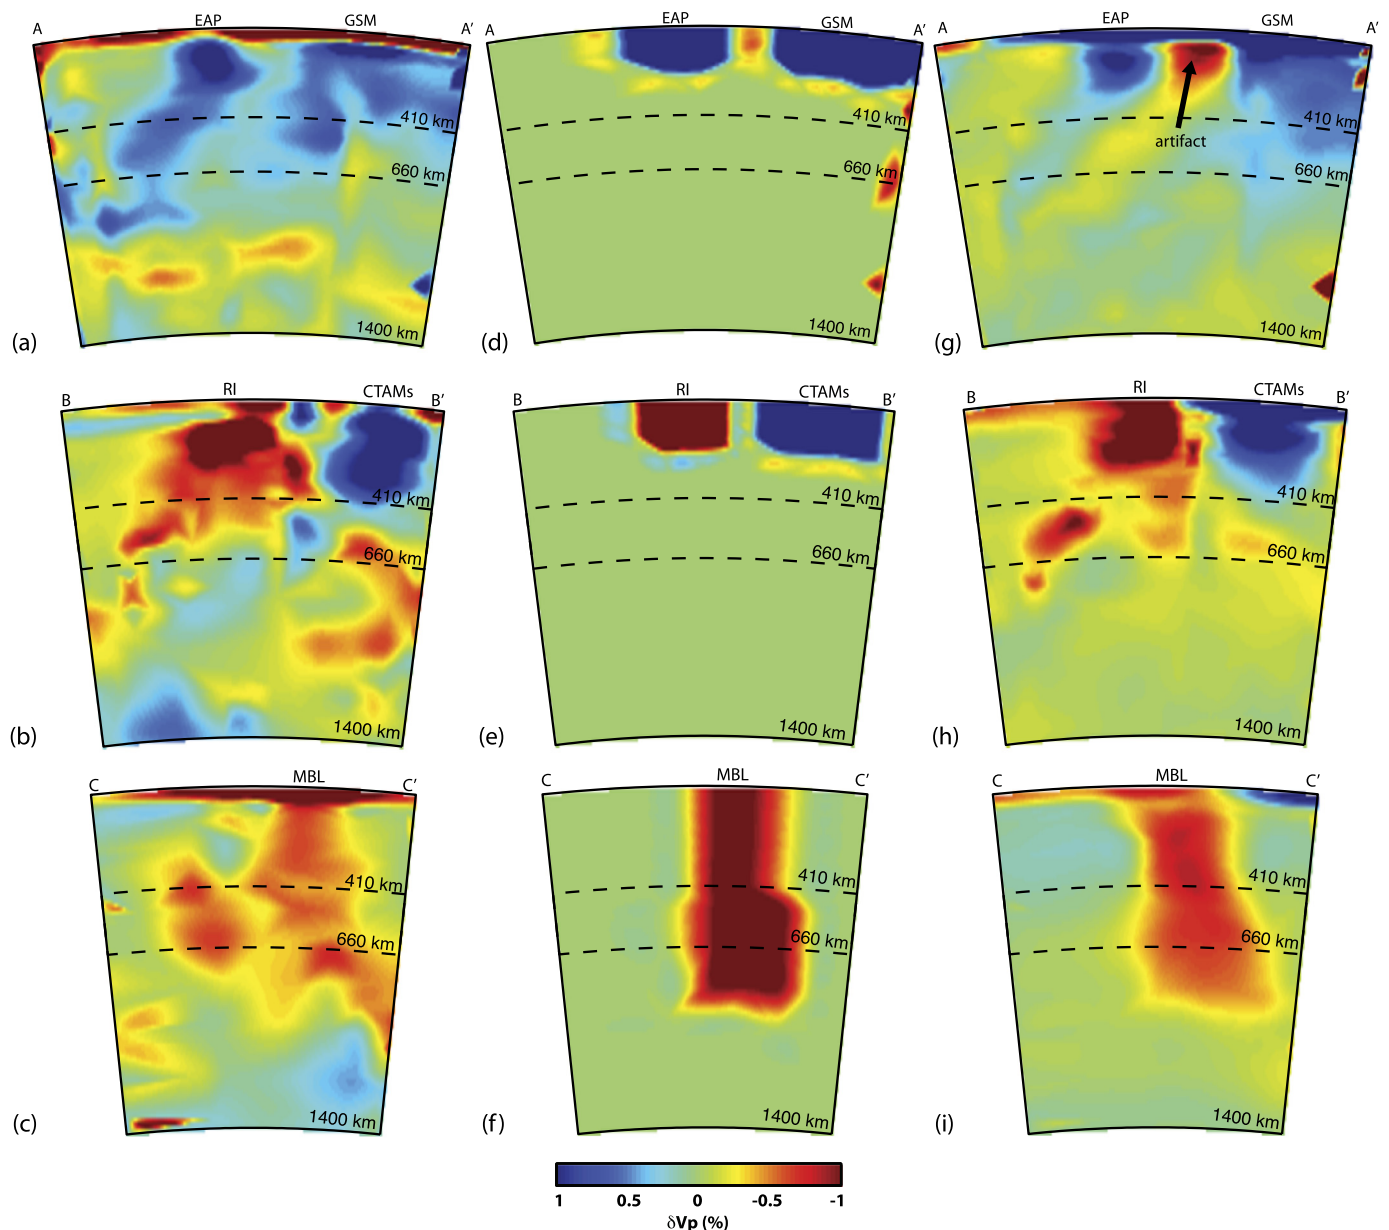 A EAP GSM A′
410 km
660 km
1400 km
(a)
A EAP GSM A′
410 km
660 km
1400 km
(d)
A EAP GSM A′
artifact
410 km
660 km
1400 km
(g)
B RI CTAMs B′
410 km
660 km
1400 km
(b)
B RI CTAMs B′
410 km
660 km
1400 km
(e)
B RI CTAMs B′
410 km
660 km
1400 km
(h)
C MBL C′
410 km
660 km
1400 km
(c)
C MBL C′
410 km
660 km
1400 km
(f)
C MBL C′
410 km
660 km
1400 km
(i)
1 0.5 0 -0.5 -1
δVp (%)